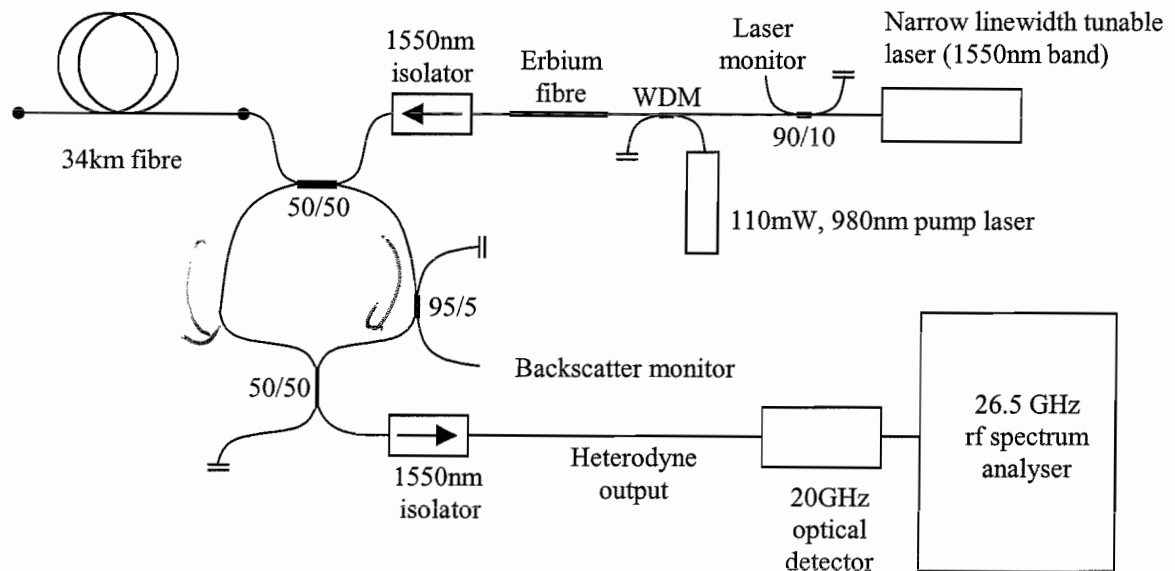 1550nm
isolator
Erbium
fibre
WDM
Laser
monitor
90/10
Narrow linewidth tunable
laser (1550nm band)
34km fibre
50/50
110mW, 980nm pump laser
95/5
Backscatter monitor
50/50
1550nm
isolator
Heterodyne
output
20GHz
optical
detector
26.5 GHz
rf spectrum
analyser